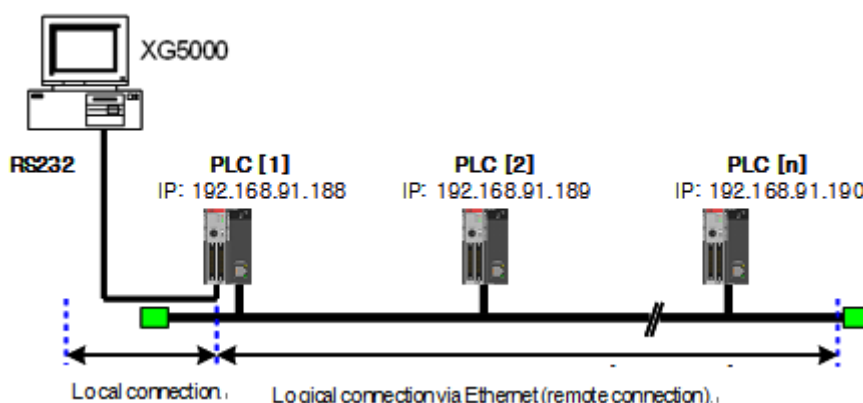 XG5000
RS232
PLC [1]
PLC [2]
PLC [n]
IP: 192.168.91.188
IP: 192.168.91.189
IP: 192.168.91.190
Local connection.
Logical connection via Ethernet (remote connection).